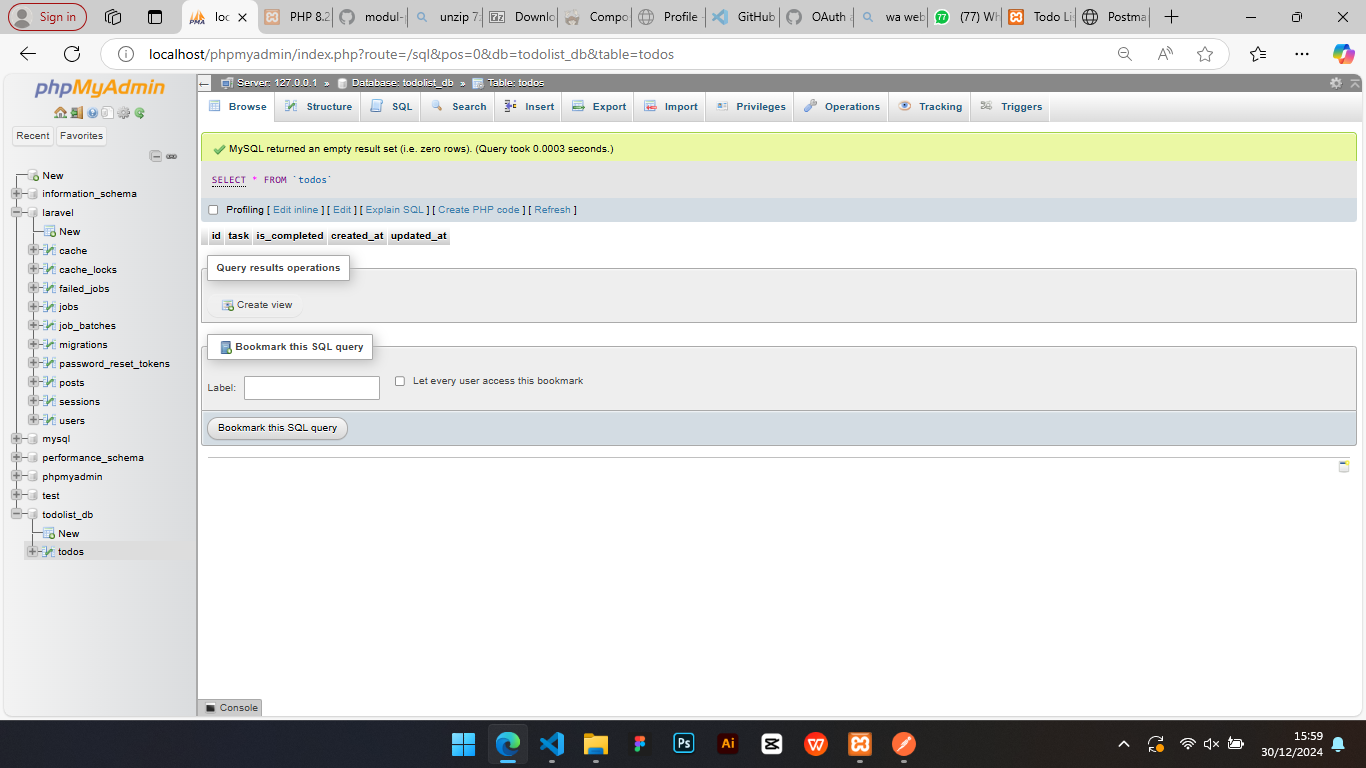 Sign in
loc
PHP 8.2
modul-
unzip 7:
Downlo
Compo
Profile
GitHub
OAuth a
wa web
(77) Wh
Todo Li
Postma
localhost/phpmyadmin/index.php?route=/sql&pos=0&db=todolist_db&table=todos
phpMyAdmin
Recent Favorites
New
information_schema
laravel
New
cache
cache_locks
failed_jobs
jobs
job_batches
migrations
password_reset_tokens
posts
sessions
users
mysql
performance_schema
phpmyadmin
test
todolist_db
New
todos
Server: 127.0.0.1 » Database: todolist_db » Table: todos
Browse Structure SQL Search Insert Export Import Privileges Operations Tracking Triggers
MySQL returned an empty result set (i.e. zero rows). (Query took 0.0003 seconds.)
SELECT * FROM `todos`
Profiling [ Edit inline ] [ Edit ] [ Explain SQL ] [ Create PHP code ] [ Refresh ]
id task is_completed created_at updated_at
Query results operations
Create view
Bookmark this SQL query
Label: Let every user access this bookmark
Bookmark this SQL query
Console
15:59
30/12/2024